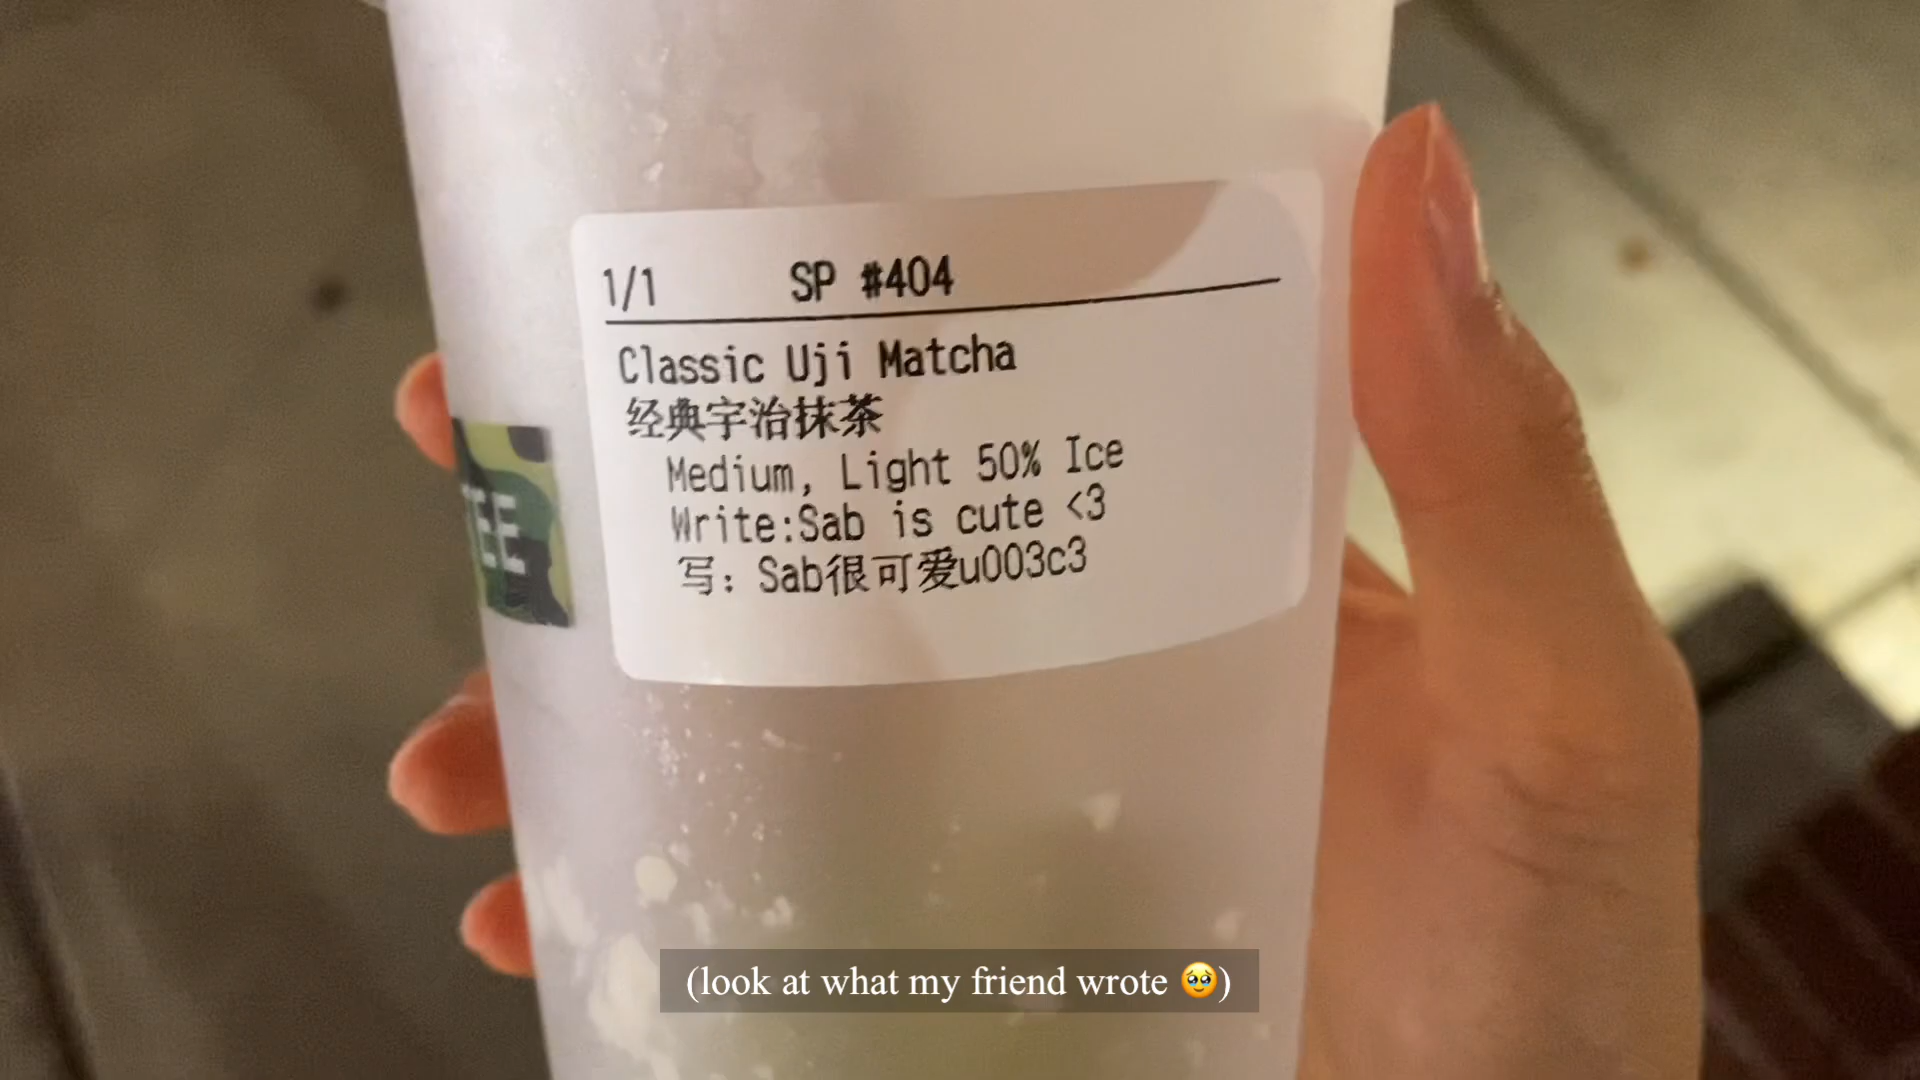 1/1 SP #404
Classic Uji Matcha
经典宇治抹茶
Medium, Light 50% Ice
Write:Sab is cute <3
写：Sab很可爱u003c3
(look at what my friend wrote 🥹)